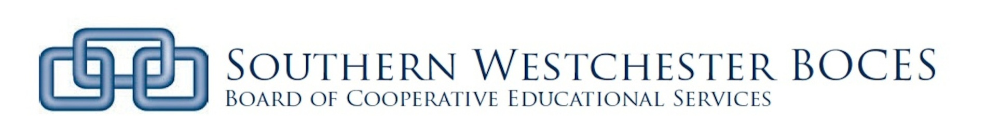 Southern Westchester BOCES
Board of Cooperative Educational Services